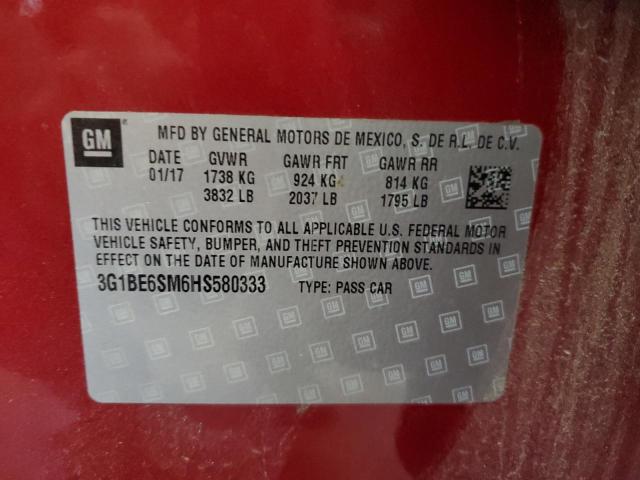 GM MFD BY GENERAL MOTORS DE MEXICO, S. DE R.L. DE C.V.
DATE GVWR GAWR FRT GAWR RR
01/17 1738 KG 924 KG 814 KG
3832 LB 2037 LB 1795 LB
THIS VEHICLE CONFORMS TO ALL APPLICABLE U.S. FEDERAL MOTOR
VEHICLE SAFETY, BUMPER, AND THEFT PREVENTION STANDARDS IN
EFFECT ON THE DATE OF MANUFACTURE SHOWN ABOVE.
3G1BE6SM6HS580333 TYPE: PASS CAR